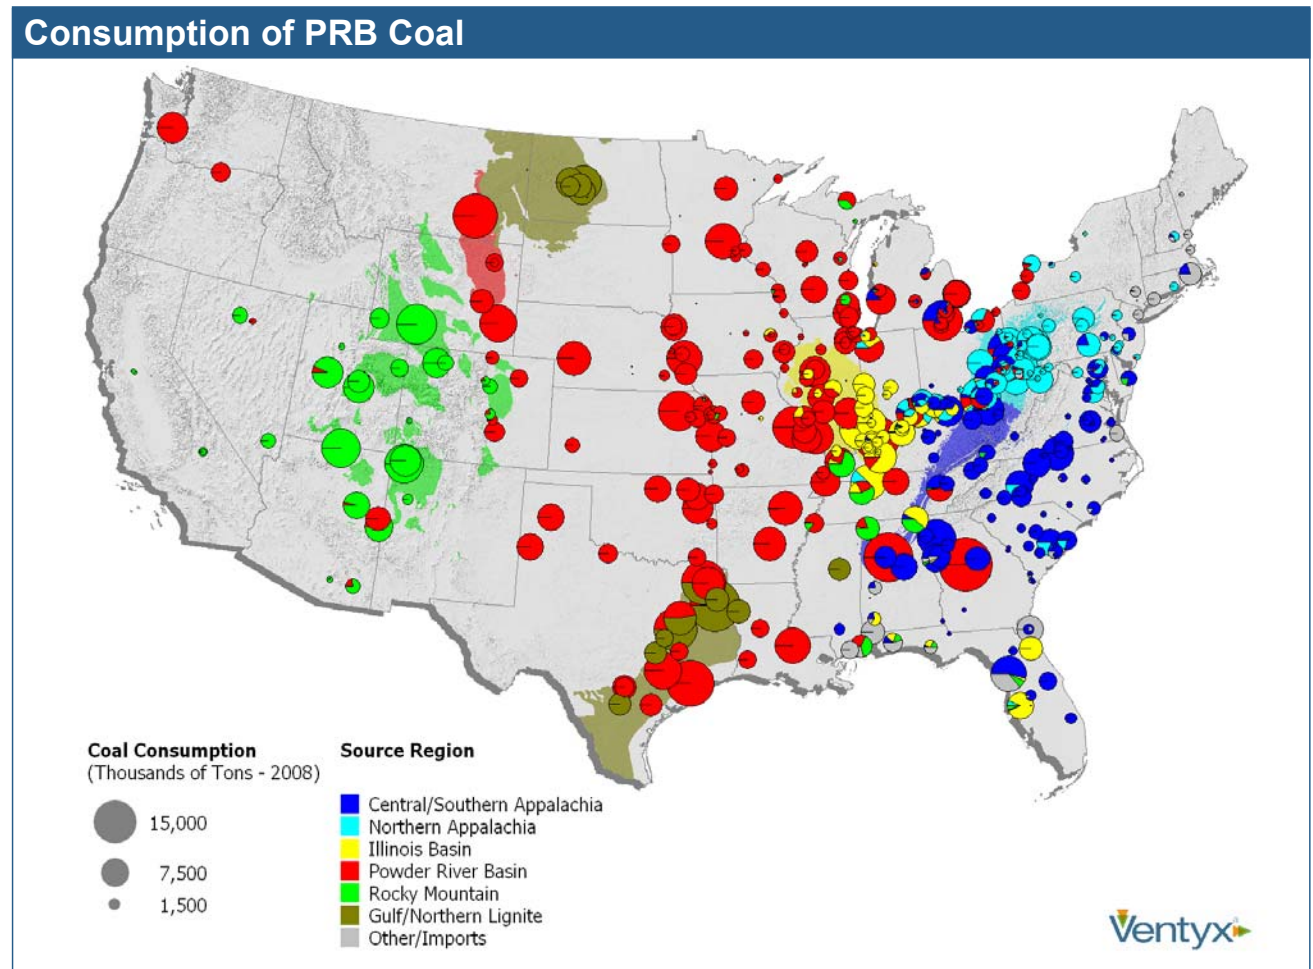 Consumption of PRB Coal
Coal Consumption
(Thousands of Tons - 2008)
15,000
7,500
1,500
Source Region
Central/Southern Appalachia
Northern Appalachia
Illinois Basin
Powder River Basin
Rocky Mountain
Gulf/Northern Lignite
Other/Imports
Ventyx